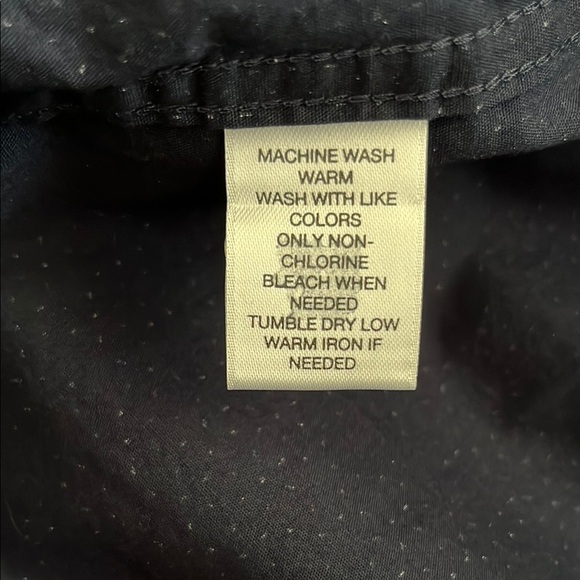 MACHINE WASH
WARM
WASH WITH LIKE
COLORS
ONLY NON-
CHLORINE
BLEACH WHEN
NEEDED
TUMBLE DRY LOW
WARM IRON IF
NEEDED